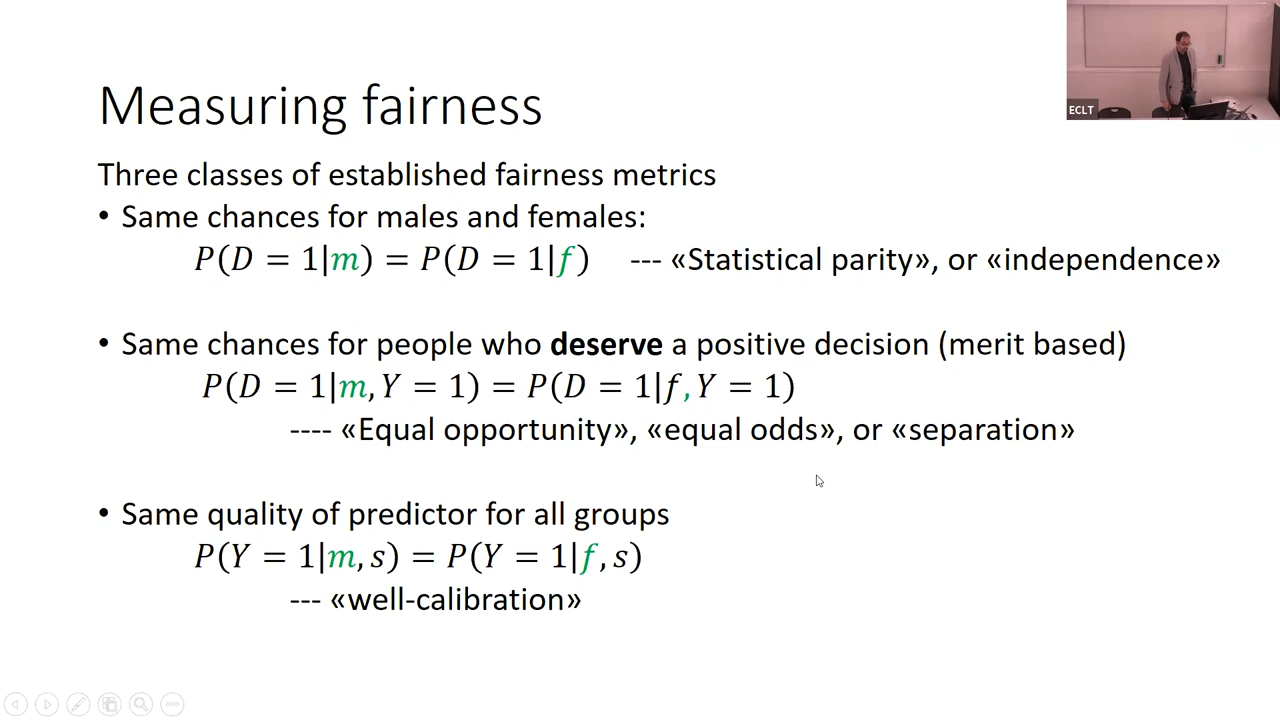 ECLT
Measuring fairness
Three classes of established fairness metrics
• Same chances for males and females:
P(D = 1|m) = P(D = 1|f) --- «Statistical parity», or «independence»
• Same chances for people who deserve a positive decision (merit based)
P(D = 1|m, Y = 1) = P(D = 1|f, Y = 1)
---- «Equal opportunity», «equal odds», or «separation»
• Same quality of predictor for all groups
P(Y = 1|m, s) = P(Y = 1|f, s)
--- «well-calibration»